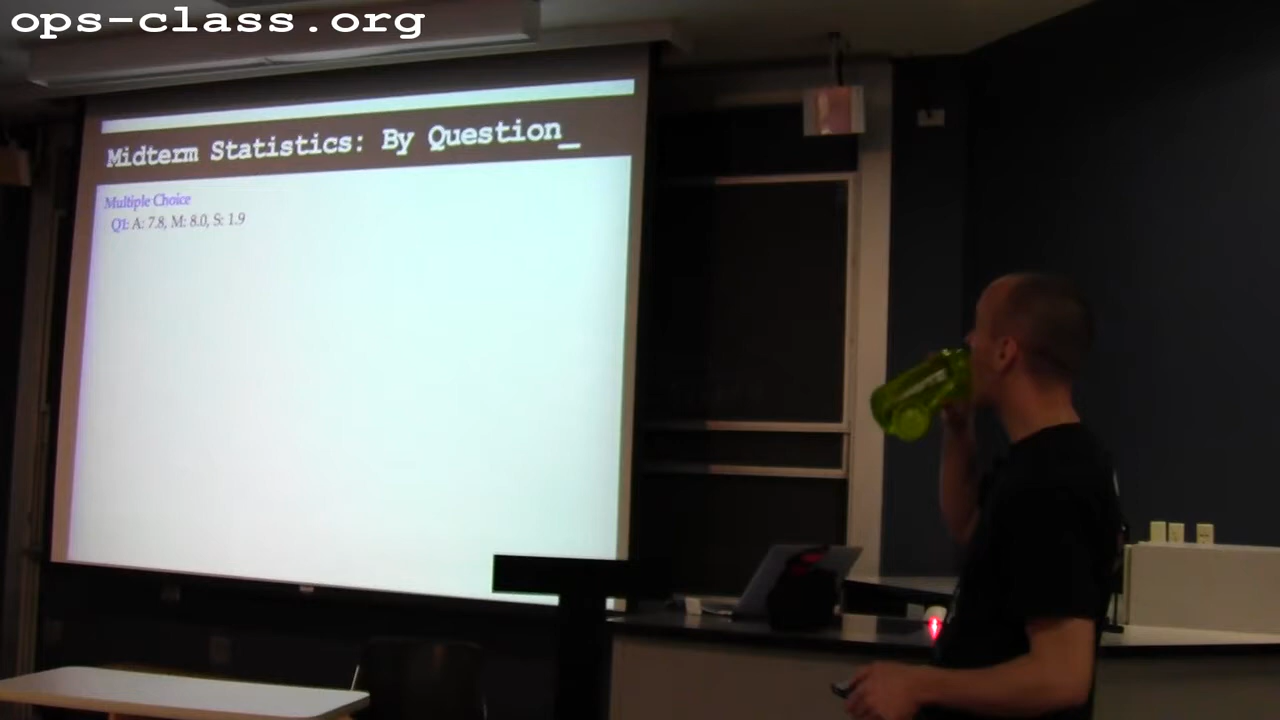 ops-class.org
Midterm Statistics: By Question_
Multiple Choice
Q1: A: 7.8, M: 8.0, S: 1.9